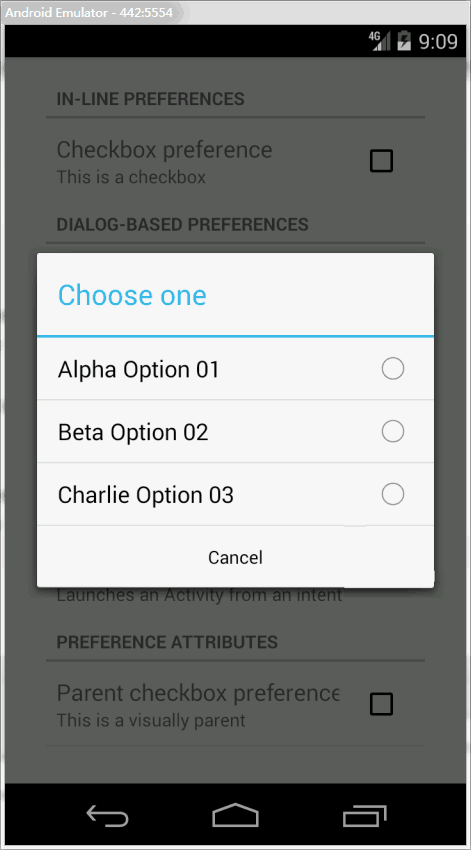 Android Emulator - 442:5554
4G 9:09
IN-LINE PREFERENCES
Checkbox preference
This is a checkbox
DIALOG-BASED PREFERENCES
Choose one
Alpha Option 01
Beta Option 02
Charlie Option 03
Cancel
Launches an Activity from an intent
PREFERENCE ATTRIBUTES
Parent checkbox preference
This is a visually parent